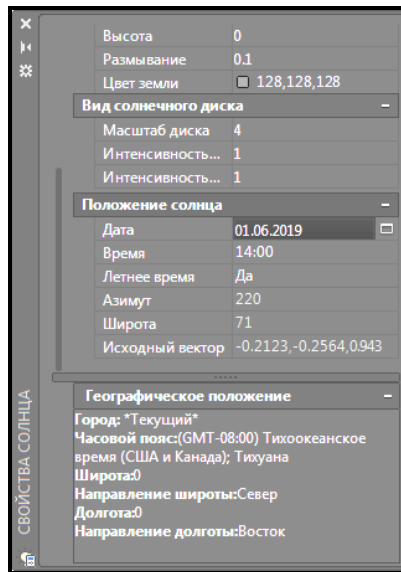 Высота 0
Размывание 0.1
Цвет земли 128,128,128
Вид солнечного диска
Масштаб диска 4
Интенсивность... 1
Интенсивность... 1
Положение солнца
Дата 01.06.2019
Время 14:00
Летнее время Да
Азимут 220
Широта 71
Исходный вектор -0.2123,-0.2564,0.943
СВОЙСТВА СОЛНЦА
Географическое положение
Город: *Текущий*
Часовой пояс:(GMT-08:00) Тихоокеанское
время (США и Канада); Тихуана
Широта:0
Направление широты:Север
Долгота:0
Направление долготы:Восток